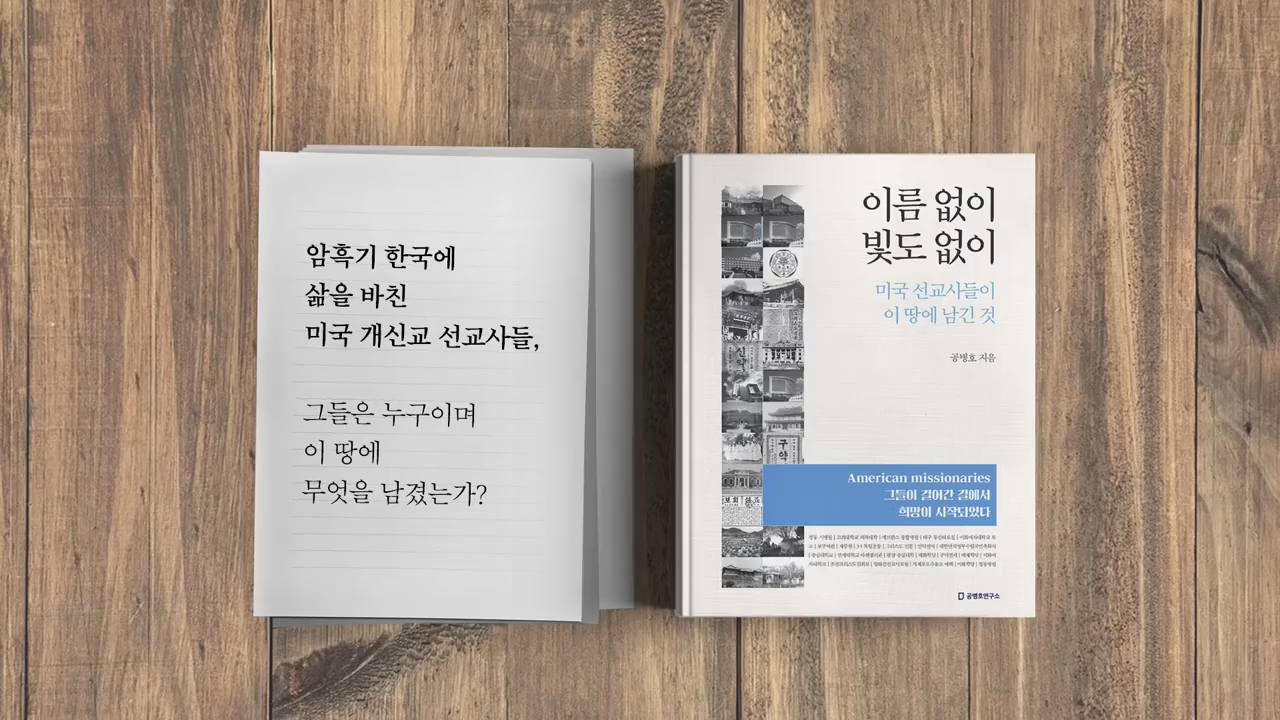 암흑기 한국에
삶을 바친
미국 개신교 선교사들,
그들은 누구이며
이 땅에
무엇을 남겼는가?
이름 없이
빛도 없이
미국 선교사들이
이 땅에 남긴 것
공병호 지음
구약
American missionaries
그들이 걸어간 길에서
희망이 시작되었다
공병호연구소